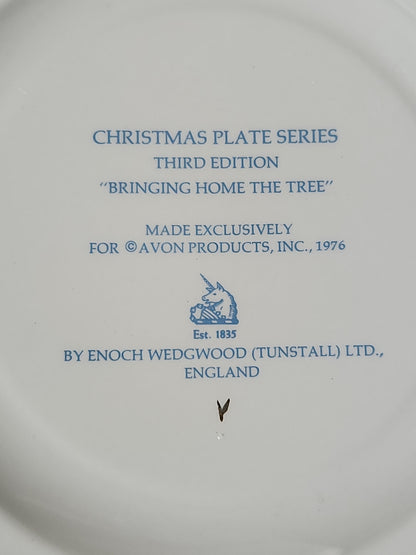 CHRISTMAS PLATE SERIES
THIRD EDITION
"BRINGING HOME THE TREE"
MADE EXCLUSIVELY
FOR ©AVON PRODUCTS, INC., 1976
Est. 1835
BY ENOCH WEDGWOOD (TUNSTALL) LTD.,
ENGLAND